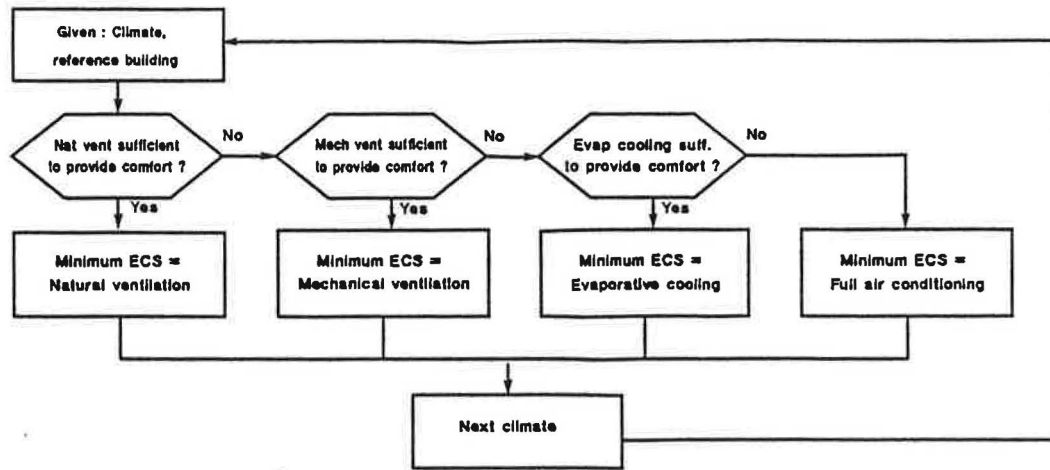 Given : Climate,
reference building
Nat vent sufficient
to provide comfort ?
No
Mech vent sufficient
to provide comfort ?
No
Evap cooling suff.
to provide comfort ?
No
Yes
Yes
Yes
Minimum ECS =
Natural ventilation
Minimum ECS =
Mechanical ventilation
Minimum ECS =
Evaporative cooling
Minimum ECS =
Full air conditioning
Next climate